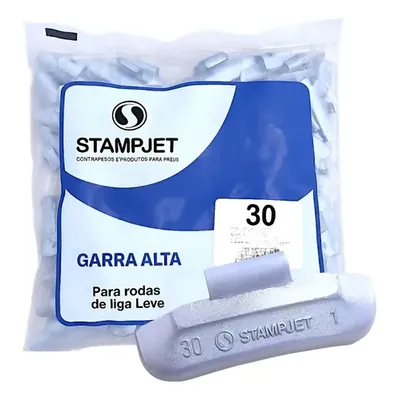 STAMPJET
CONTRAPESOS E PRODUTOS PARA PNEUS
30
GARRA ALTA
Para rodas
de liga Leve
30 STAMPJET 1